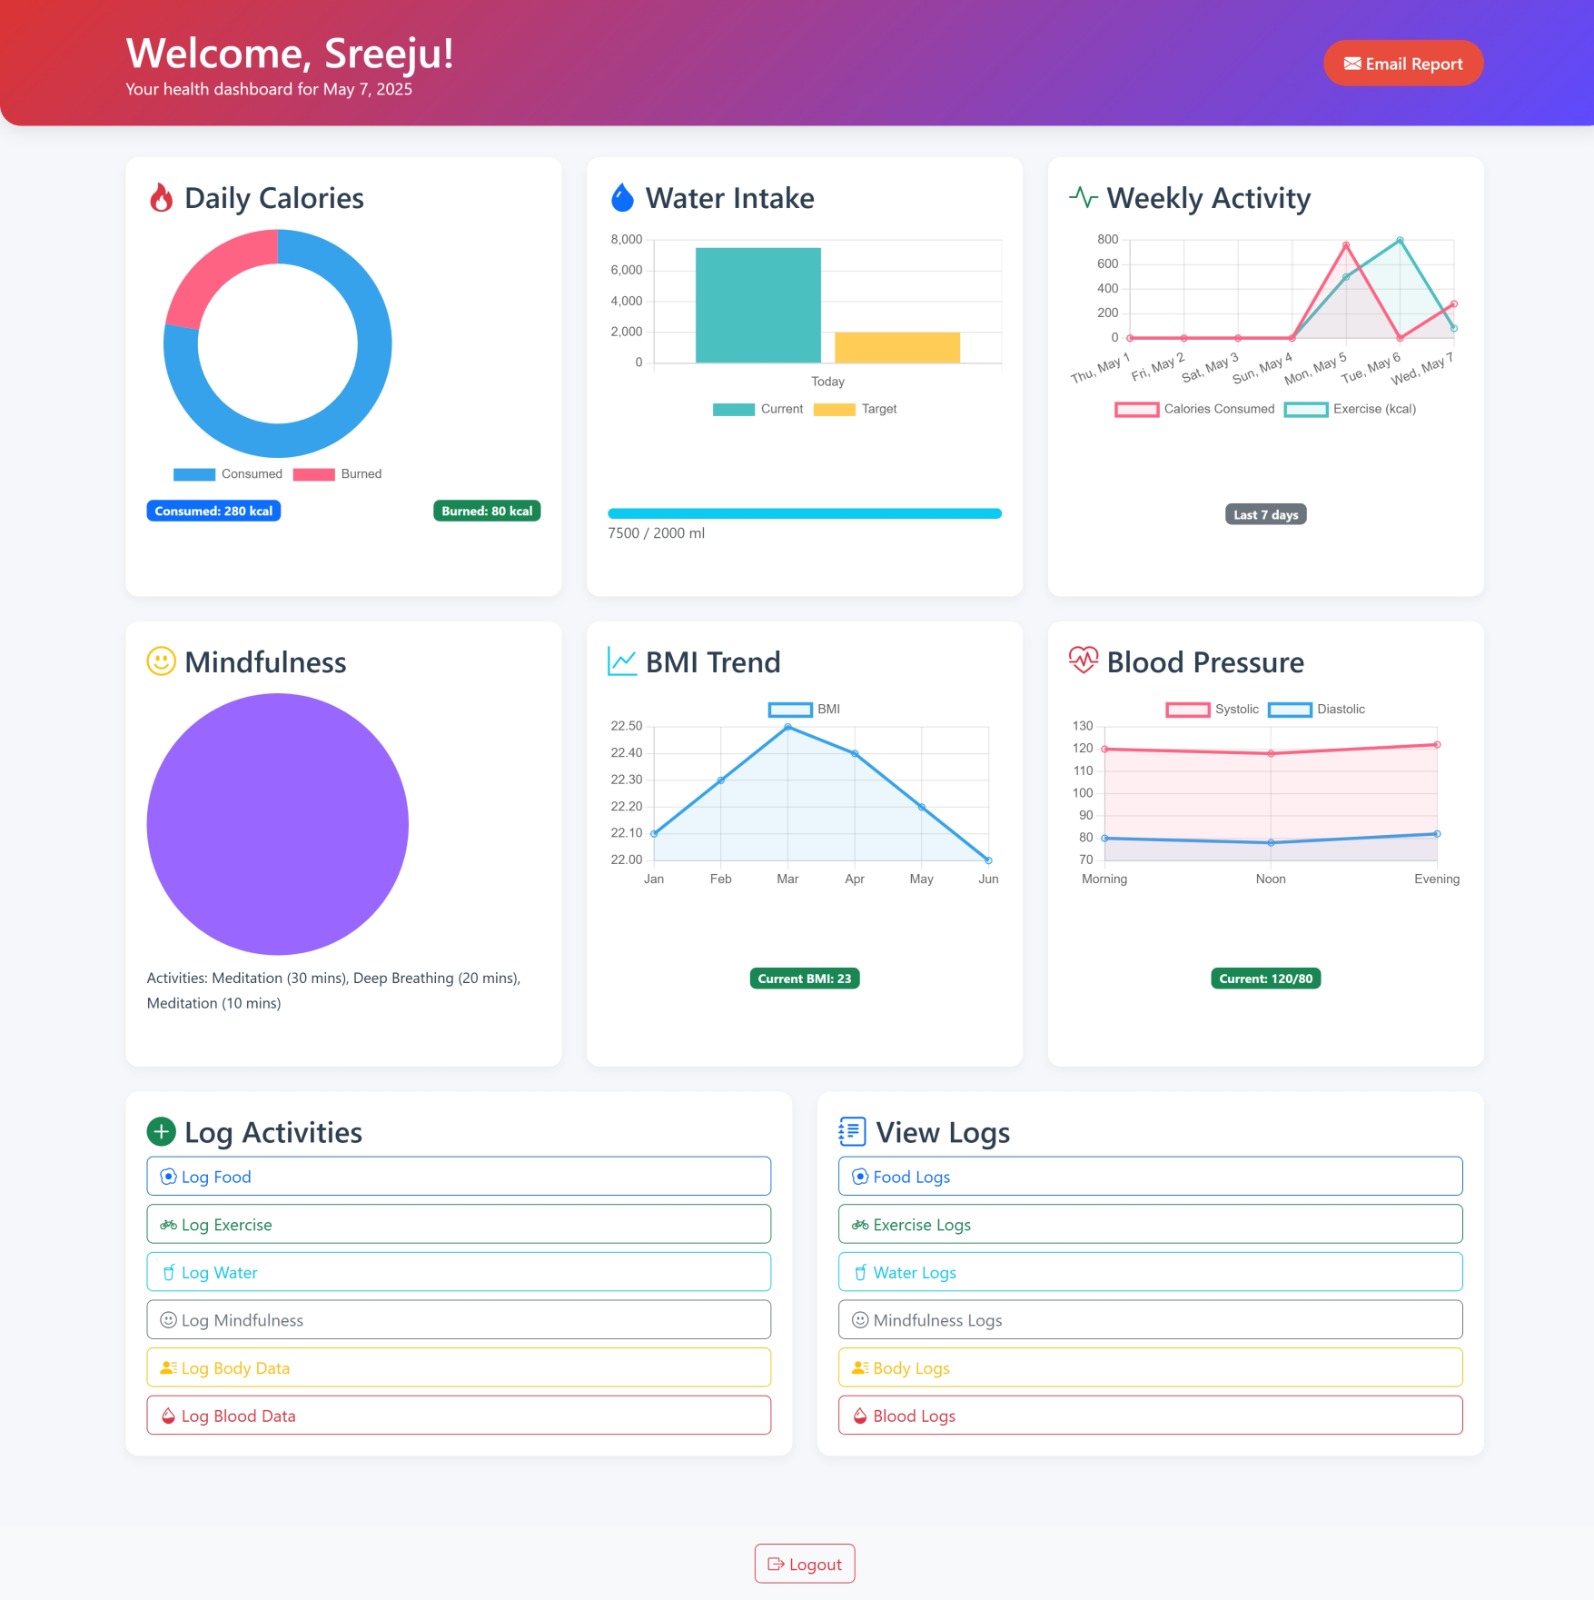 Welcome, Sreeju!
Your health dashboard for May 7, 2025
Email Report
Daily Calories
Consumed
Burned
Consumed: 280 kcal
Burned: 80 kcal
Water Intake
8,000
6,000
4,000
2,000
0
Today
Current
Target
7500 / 2000 ml
Weekly Activity
800
600
400
200
0
Thu, May 1
Fri, May 2
Sat, May 3
Sun, May 4
Mon, May 5
Tue, May 6
Wed, May 7
Calories Consumed
Exercise (kcal)
Last 7 days
Mindfulness
Activities: Meditation (30 mins), Deep Breathing (20 mins),
Meditation (10 mins)
BMI Trend
BMI
22.50
22.40
22.30
22.20
22.10
22.00
Jan
Feb
Mar
Apr
May
Jun
Current BMI: 23
Blood Pressure
Systolic
Diastolic
130
120
110
100
90
80
70
Morning
Noon
Evening
Current: 120/80
Log Activities
Log Food
Log Exercise
Log Water
Log Mindfulness
Log Body Data
Log Blood Data
View Logs
Food Logs
Exercise Logs
Water Logs
Mindfulness Logs
Body Logs
Blood Logs
Logout